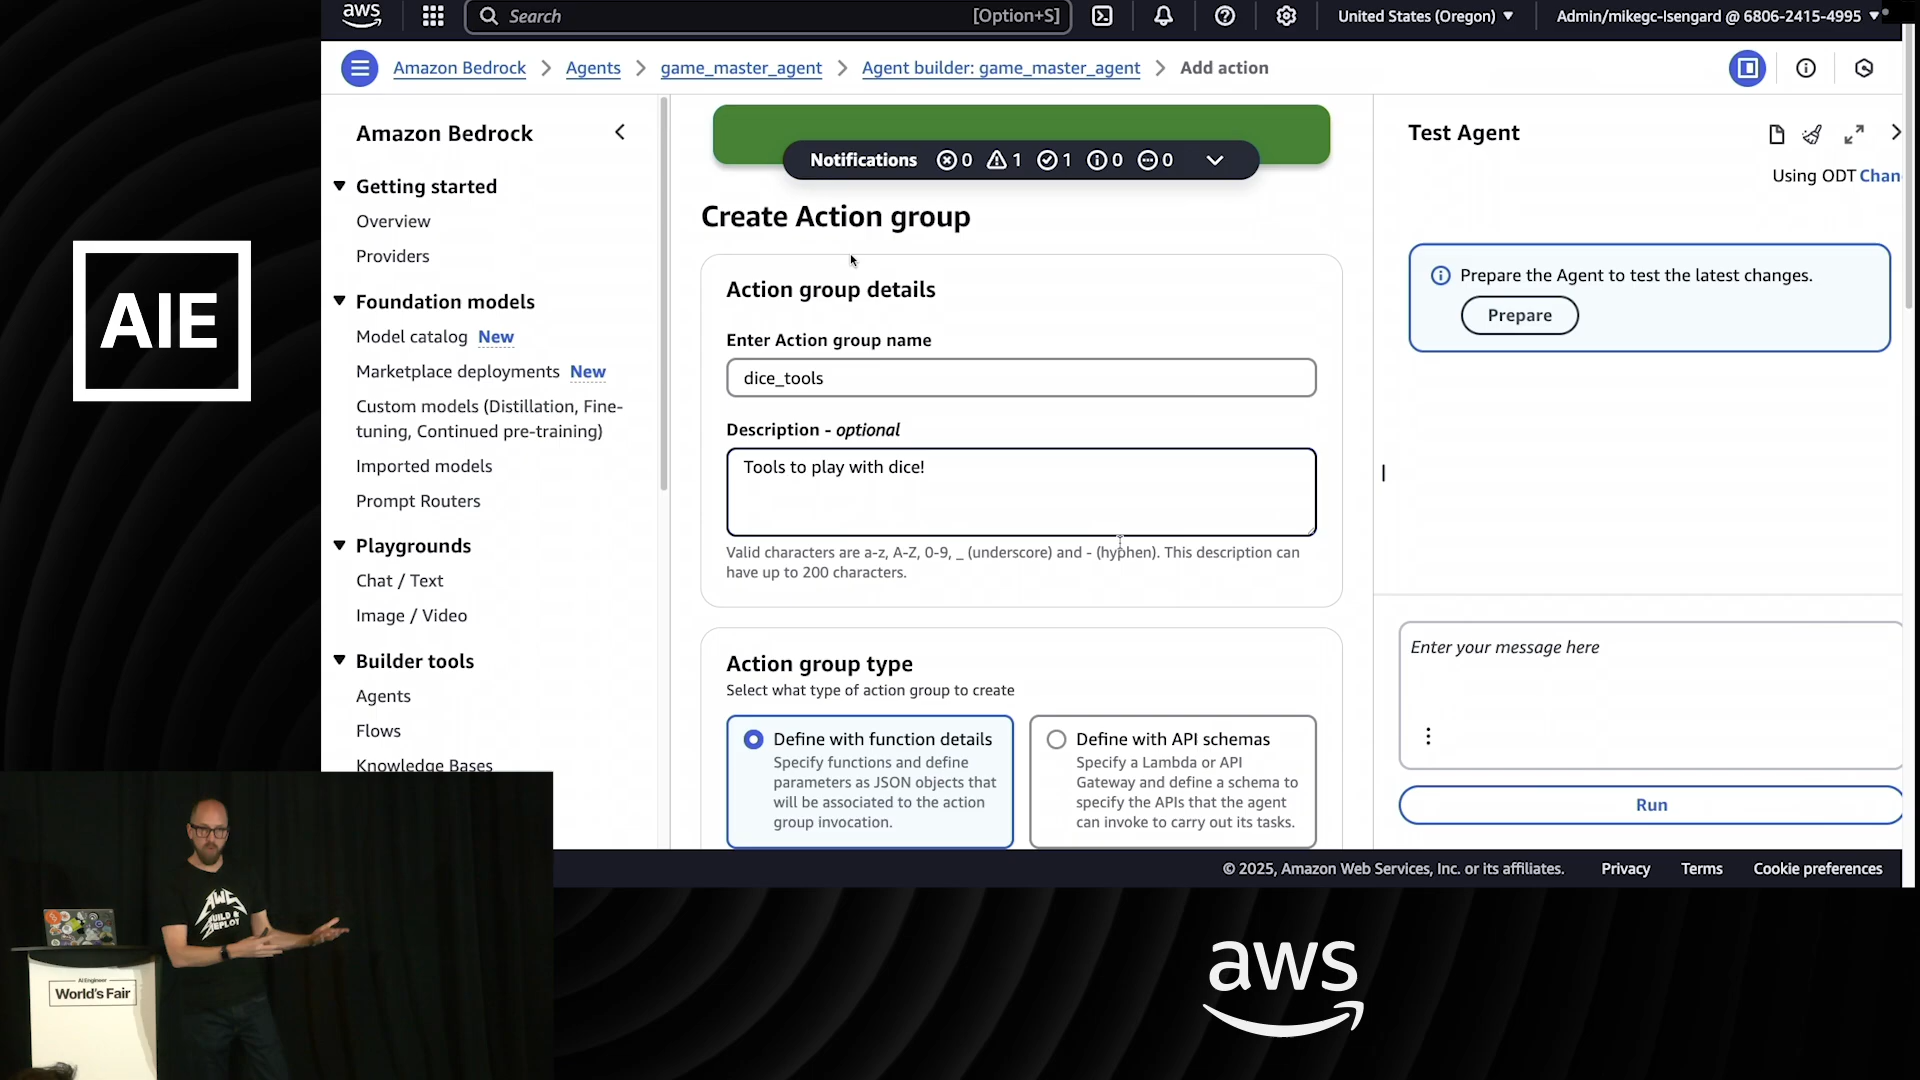 aws
Search
[Option+S]
United States (Oregon)
Admin/mikegc-Isengard @ 6806-2415-4995
Amazon Bedrock
Agents
game_master_agent
Agent builder: game_master_agent
Add action
Amazon Bedrock
Getting started
Overview
Providers
Foundation models
Model catalog New
Marketplace deployments New
Custom models (Distillation, Fine-
tuning, Continued pre-training)
Imported models
Prompt Routers
Playgrounds
Chat / Text
Image / Video
Builder tools
Agents
Flows
Knowledge Bases
Notifications 0 1 1 0 0
Create Action group
Action group details
Enter Action group name
dice_tools
Description - optional
Tools to play with dice!
Valid characters are a-z, A-Z, 0-9, _ (underscore) and - (hyphen). This description can
have up to 200 characters.
Action group type
Select what type of action group to create
Define with function details
Specify functions and define
parameters as JSON objects that
will be associated to the action
group invocation.
Define with API schemas
Specify a Lambda or API
Gateway and define a schema to
specify the APIs that the agent
can invoke to carry out its tasks.
Test Agent
Using ODT Chan
Prepare the Agent to test the latest changes.
Prepare
Enter your message here
Run
© 2025, Amazon Web Services, Inc. or its affiliates.
Privacy
Terms
Cookie preferences
AIE
AWS
BUILD &
DEPLOY
AI Engineer
World's Fair
aws